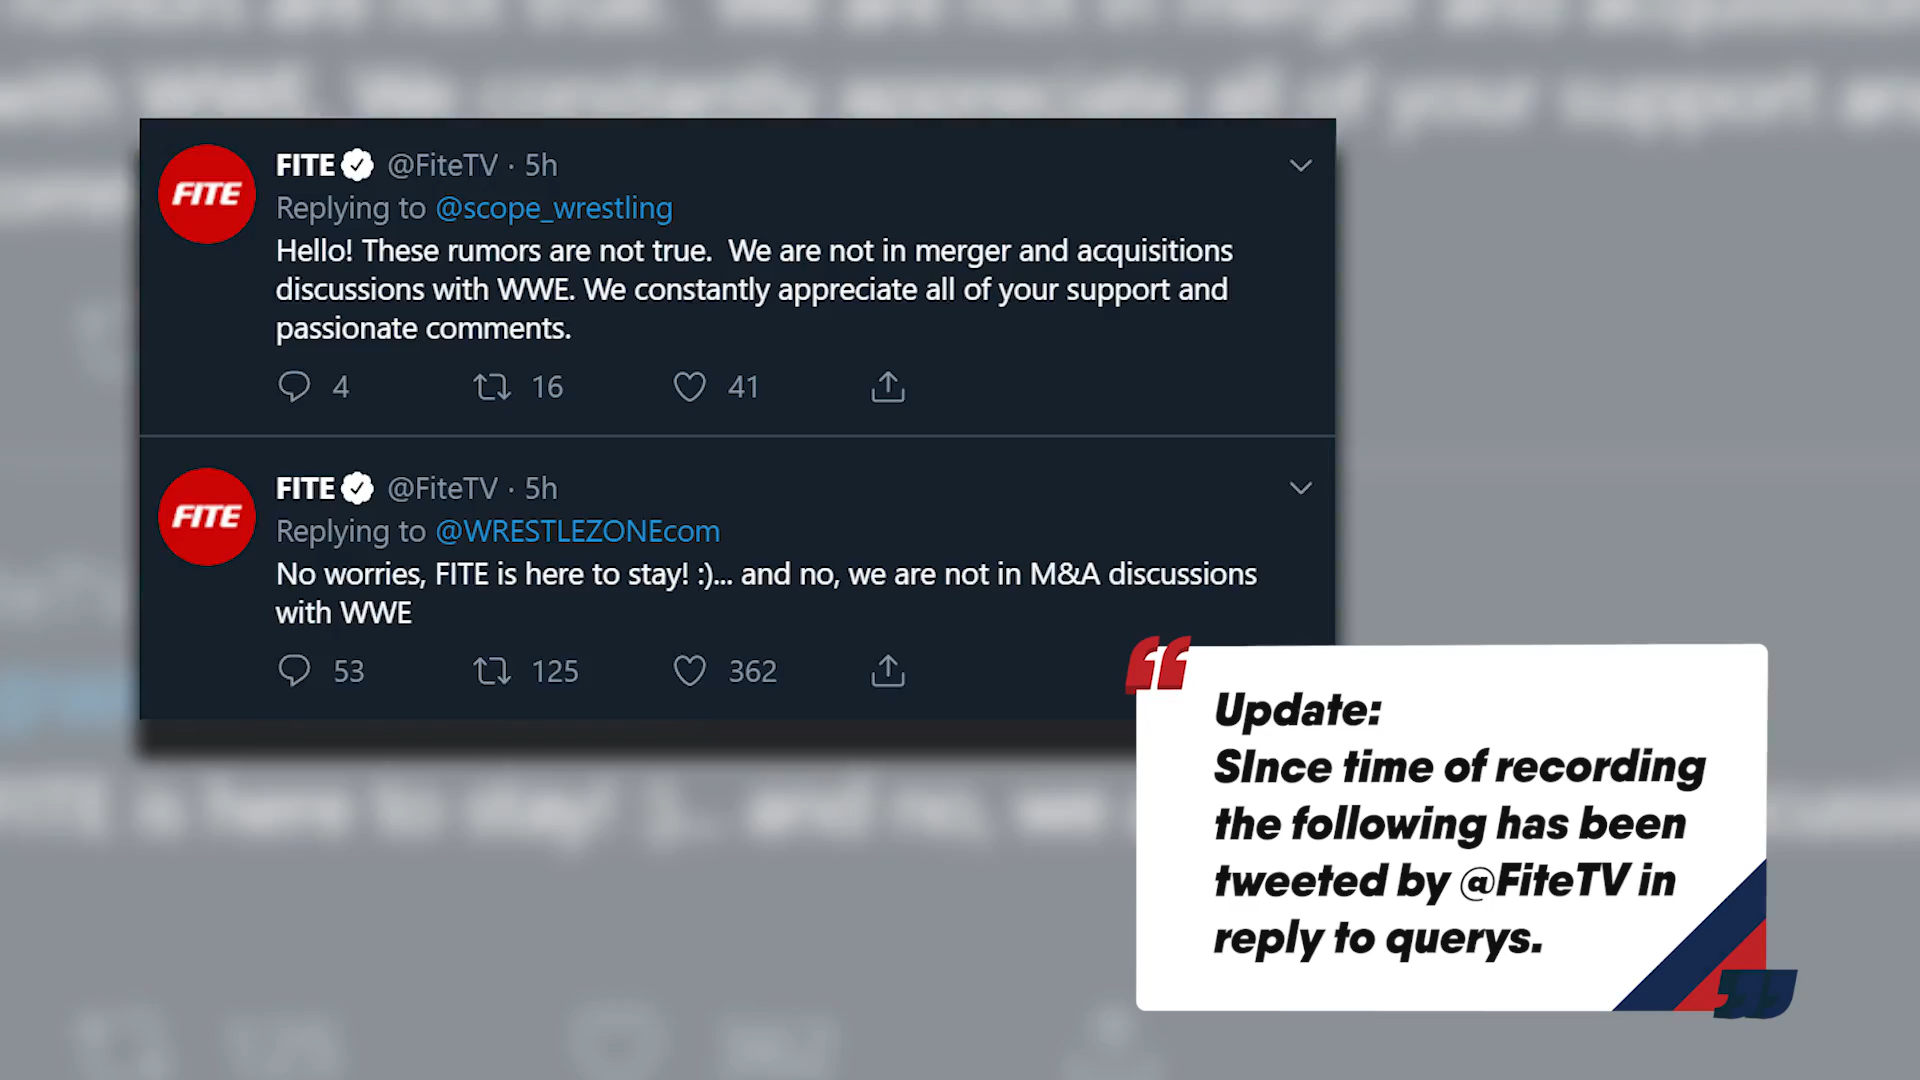 FITE @FiteTV · 5h
FITE
Replying to @scope_wrestling
Hello! These rumors are not true.  We are not in merger and acquisitions
discussions with WWE. We constantly appreciate all of your support and
passionate comments.
4 16 41
FITE @FiteTV · 5h
FITE
Replying to @WRESTLEZONEcom
No worries, FITE is here to stay! :)... and no, we are not in M&A discussions
with WWE
53 125 362
Update:
SInce time of recording
the following has been
tweeted by @FiteTV in
reply to querys.